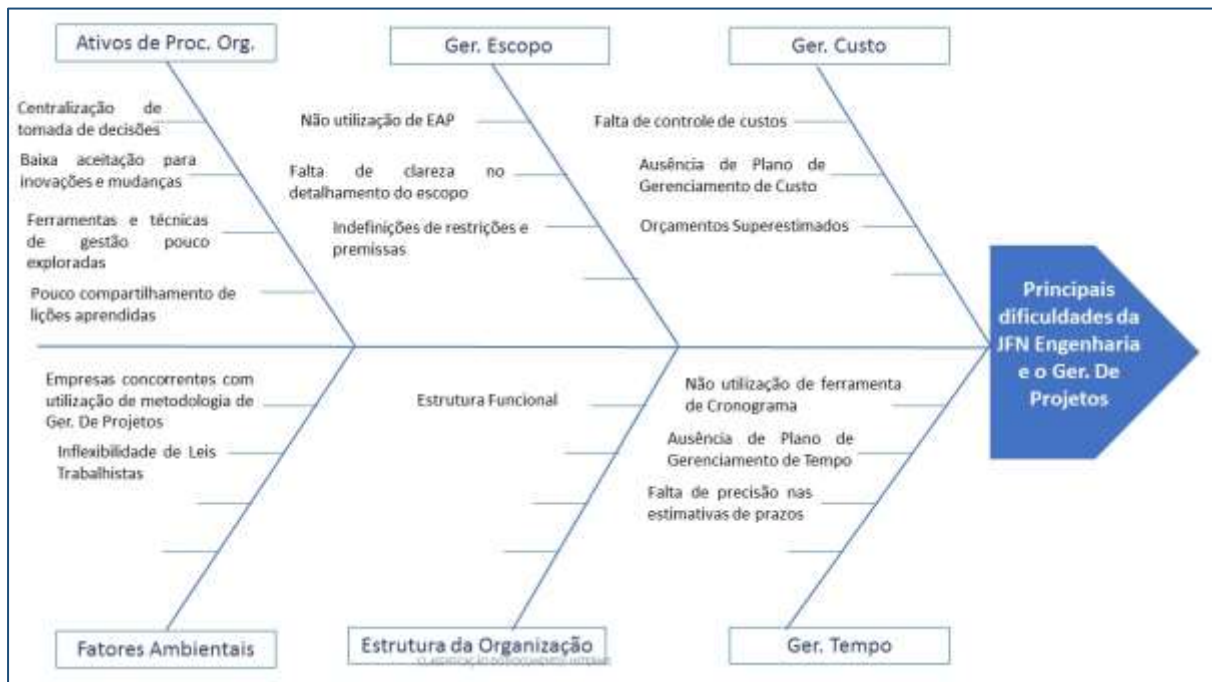 Ativos de Proc. Org.
Ger. Escopo
Ger. Custo
Centralização de
tomada de decisões
Baixa aceitação para
inovações e mudanças
Ferramentas e técnicas
de gestão pouco
exploradas
Pouco compartilhamento de
lições aprendidas
Não utilização de EAP
Falta de clareza no
detalhamento do escopo
Indefinições de restrições e
premissas
Falta de controle de custos
Ausência de Plano de
Gerenciamento de Custo
Orçamentos Superestimados
Principais
dificuldades da
JFN Engenharia
e o Ger. De
Projetos
Empresas concorrentes com
utilização de metodologia de
Ger. De Projetos
Inflexibilidade de Leis
Trabalhistas
Estrutura Funcional
Não utilização de ferramenta
de Cronograma
Ausência de Plano de
Gerenciamento de Tempo
Falta de precisão nas
estimativas de prazos
Fatores Ambientais
Estrutura da Organização
Ger. Tempo